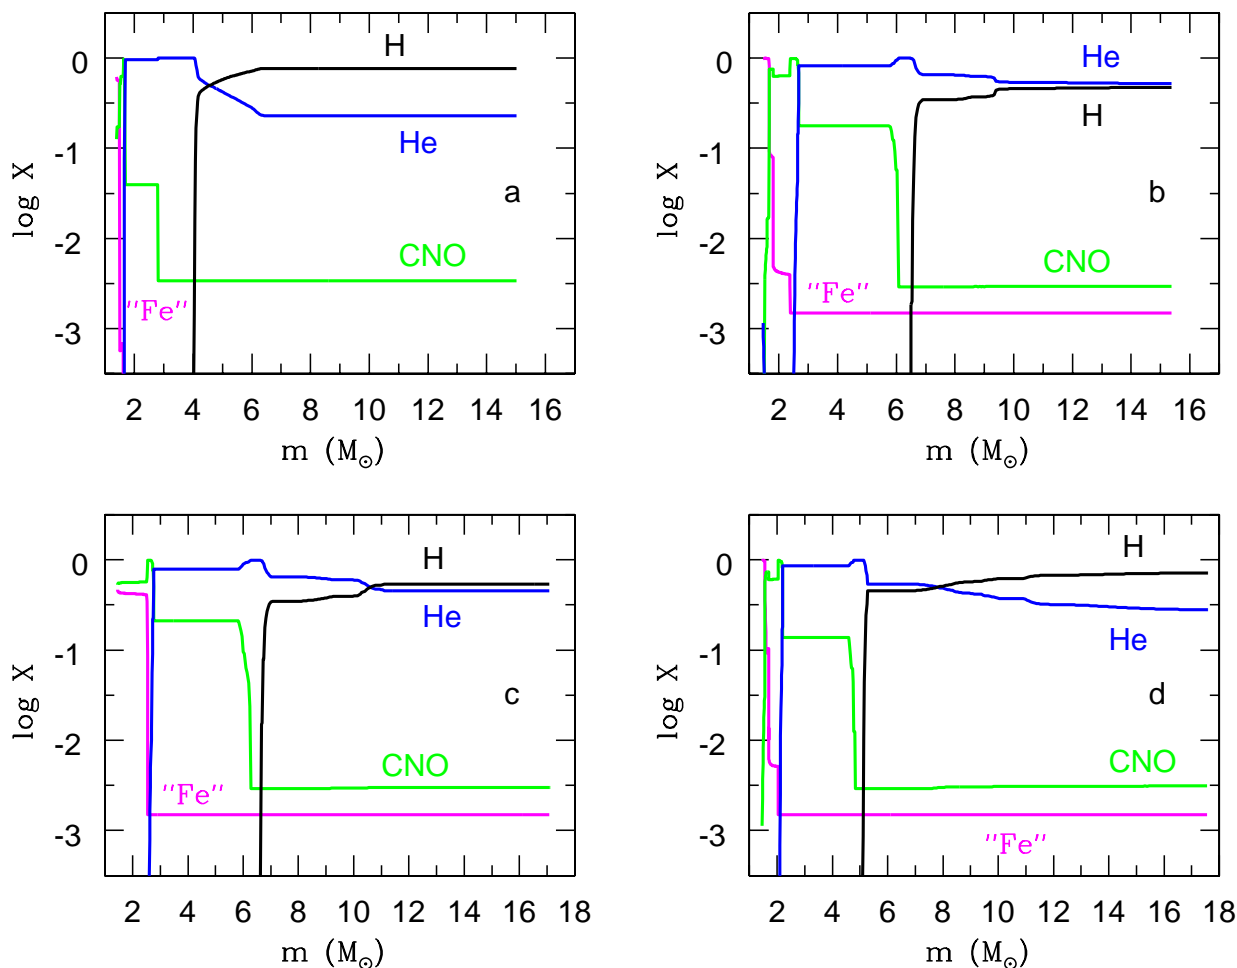 H
0
He
-1
a
log X
CNO
-2
"Fe"
-3
2 4 6 8 10 12 14 16
m (M⊙)
0
He
H
-1
b
log X
CNO
-2
"Fe"
-3
2 4 6 8 10 12 14 16
m (M⊙)
H
0
He
-1
c
log X
CNO
-2
"Fe"
-3
2 4 6 8 10 12 14 16 18
m (M⊙)
H
0
He
-1
d
log X
CNO
-2
"Fe"
-3
2 4 6 8 10 12 14 16 18
m (M⊙)